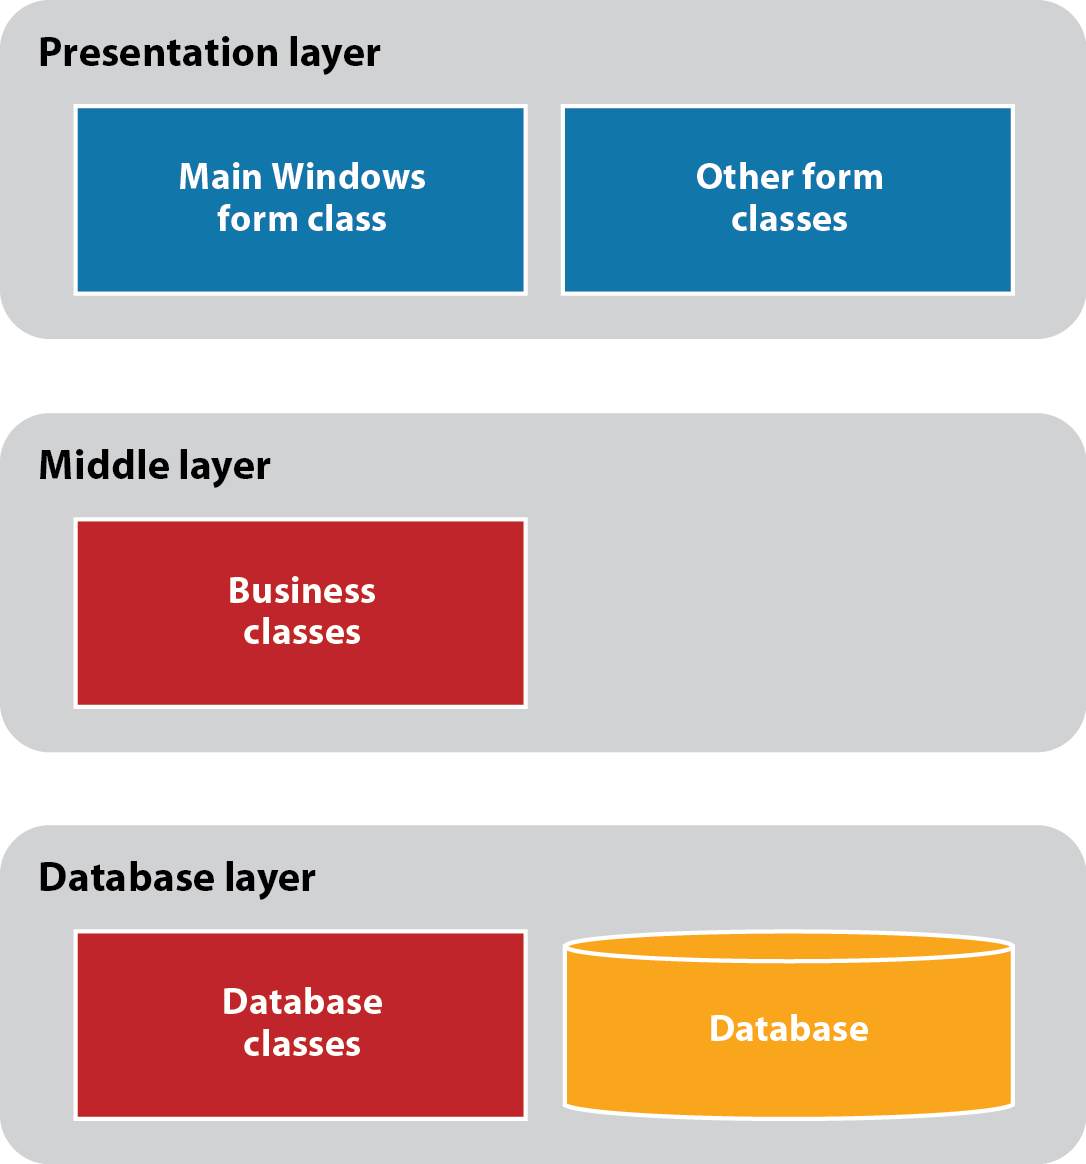 Presentation layer
Main Windows
form class
Other form
classes
Middle layer
Business
classes
Database layer
Database
classes
Database